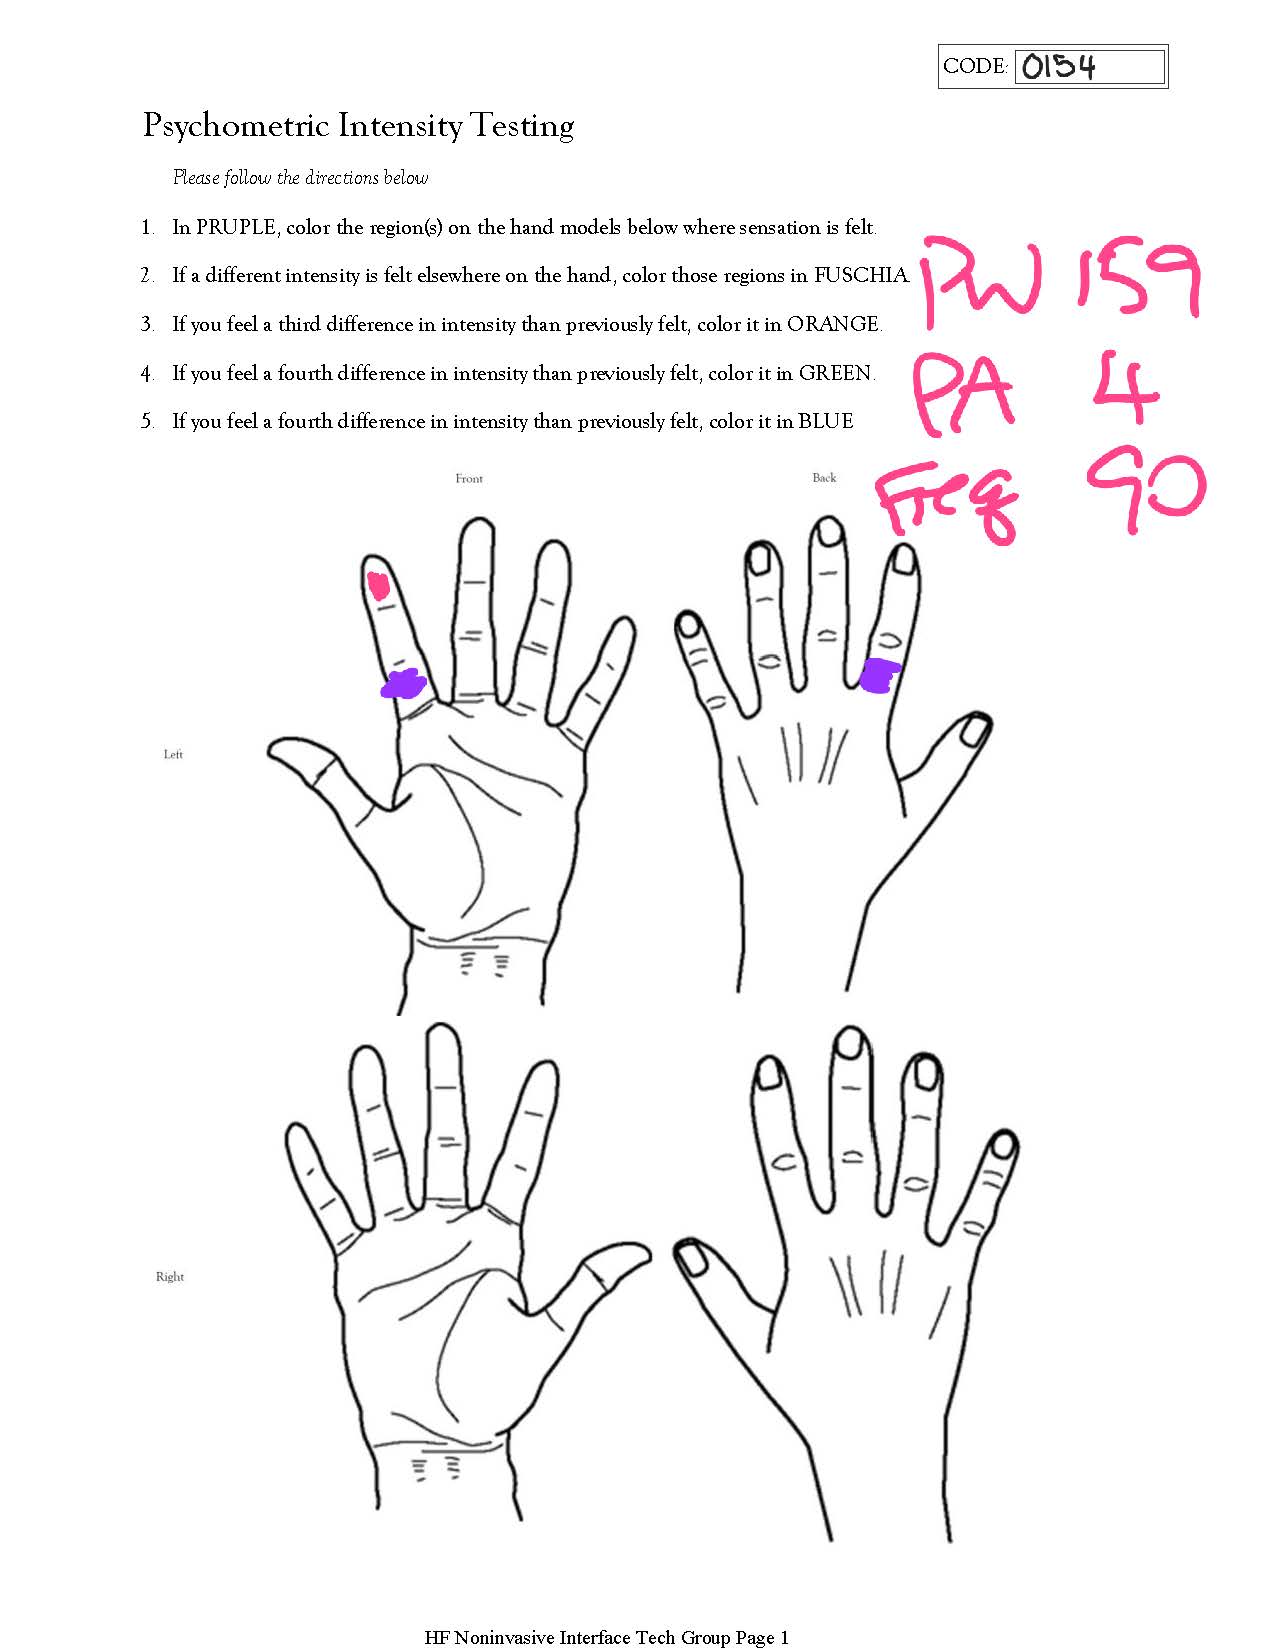 CODE: 0154
Psychometric Intensity Testing
Please follow the directions below
1. In PRUPLE, color the region(s) on the hand models below where sensation is felt.
2. If a different intensity is felt elsewhere on the hand, color those regions in FUSCHIA.
3. If you feel a third difference in intensity than previously felt, color it in ORANGE.
4. If you feel a fourth difference in intensity than previously felt, color it in GREEN.
5. If you feel a fourth difference in intensity than previously felt, color it in BLUE
PW 159
PA 4
Freq 90
Front
Back
Left
Right
HF Noninvasive Interface Tech Group Page 1